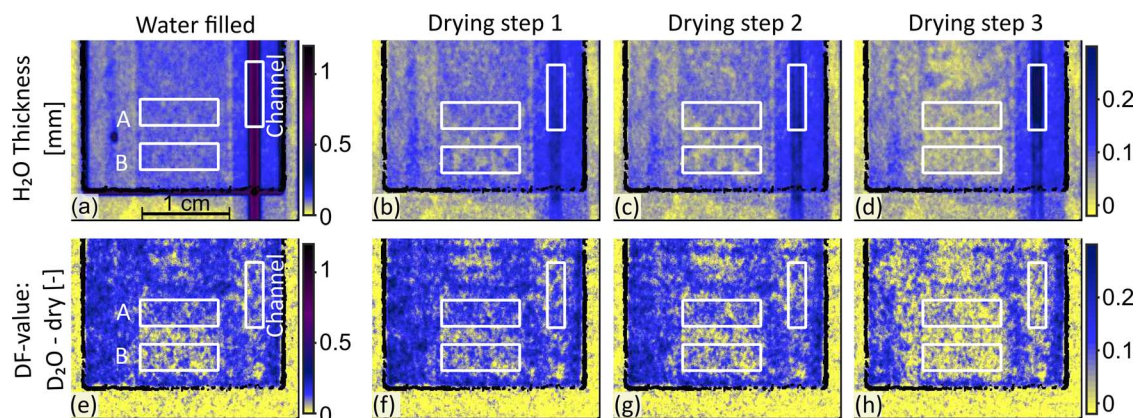 Water filled
Drying step 1
Drying step 2
Drying step 3
H₂O Thickness
[mm]
A
B
Channel
1 cm
(a)
1
0.5
0
(b)
(c)
(d)
0.2
0.1
0
DF-value:
D₂O - dry [-]
A
B
Channel
(e)
1
0.5
0
(f)
(g)
(h)
0.2
0.1
0